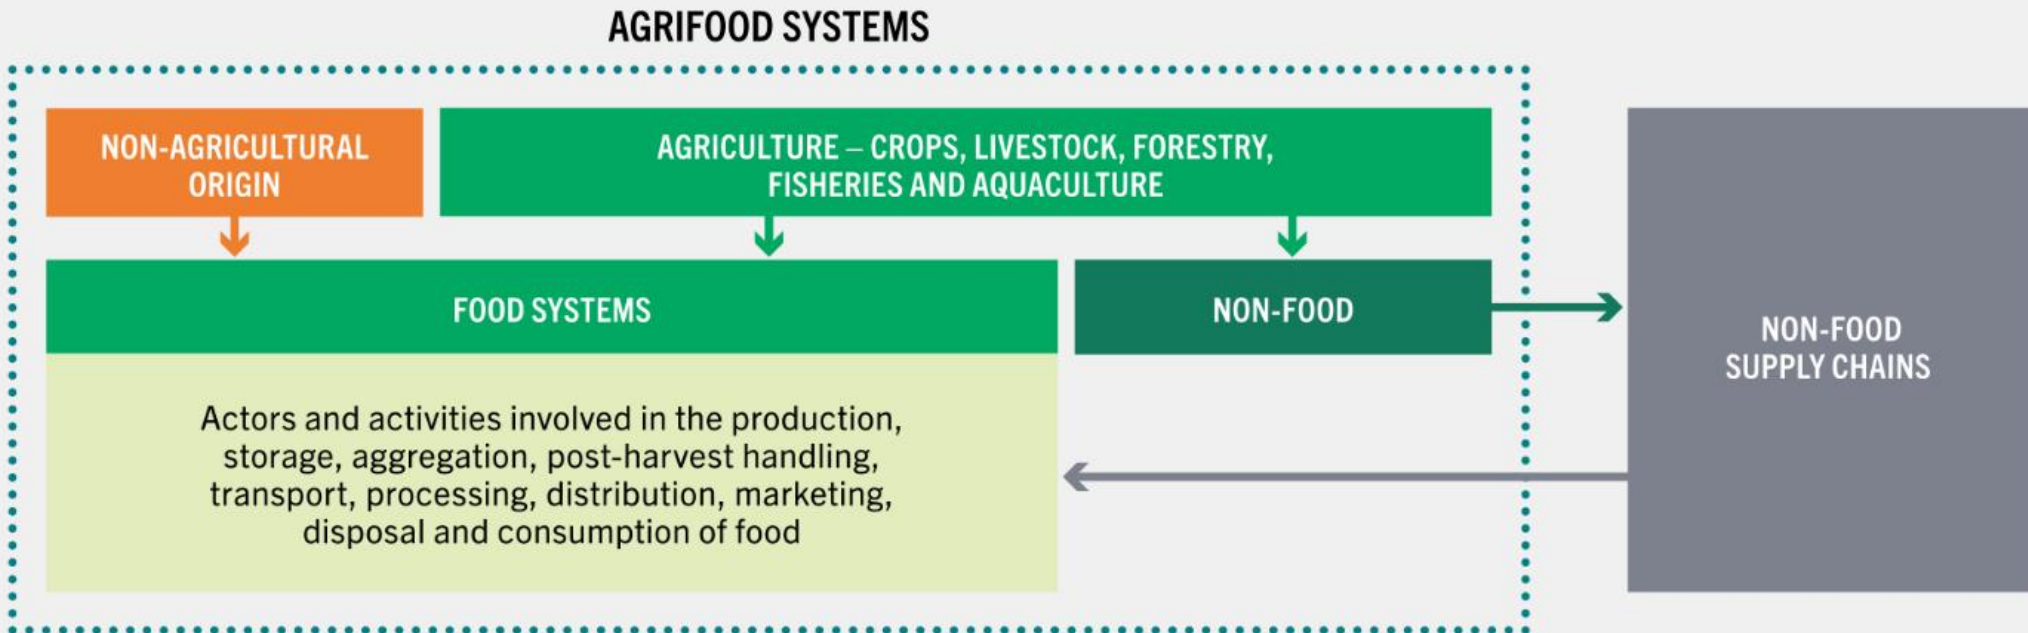 AGRIFOOD SYSTEMS
NON-AGRICULTURAL
ORIGIN
AGRICULTURE – CROPS, LIVESTOCK, FORESTRY,
FISHERIES AND AQUACULTURE
FOOD SYSTEMS
NON-FOOD
NON-FOOD
SUPPLY CHAINS
Actors and activities involved in the production,
storage, aggregation, post-harvest handling,
transport, processing, distribution, marketing,
disposal and consumption of food